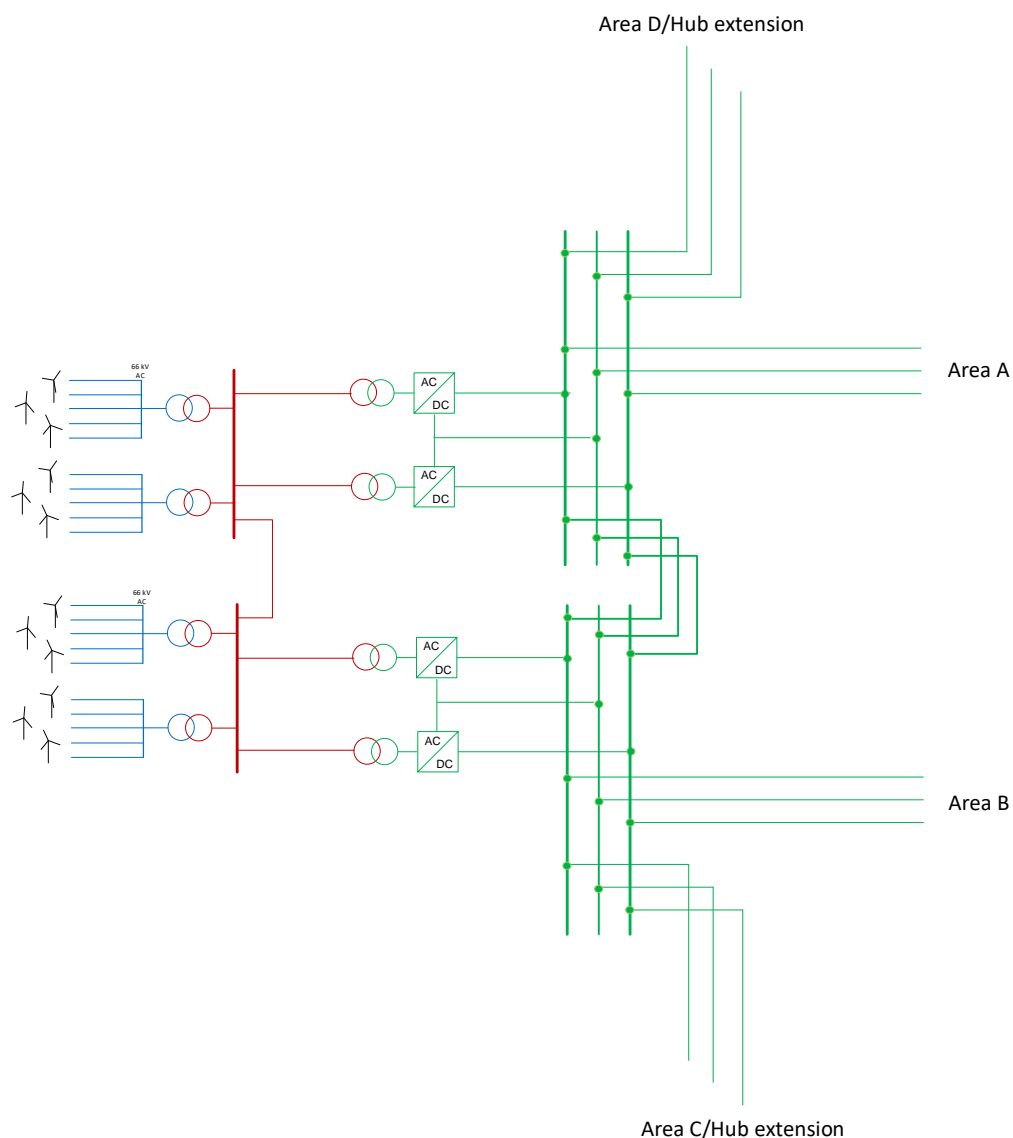 Area D/Hub extension
66 kV
AC
AC
DC
Area A
AC
DC
66 kV
AC
AC
DC
AC
DC
Area B
Area C/Hub extension